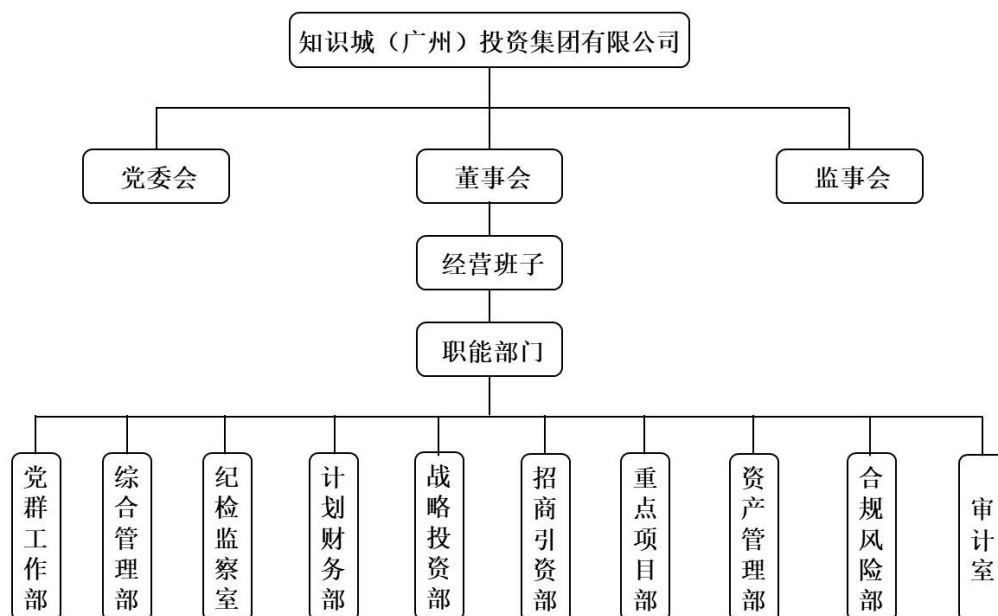 知识城（广州）投资集团有限公司
党委会
董事会
监事会
经营班子
职能部门
党群工作部
综合管理部
纪检监察室
计划财务部
战略投资部
招商引资部
重点项目部
资产管理部
合规风险部
审计室